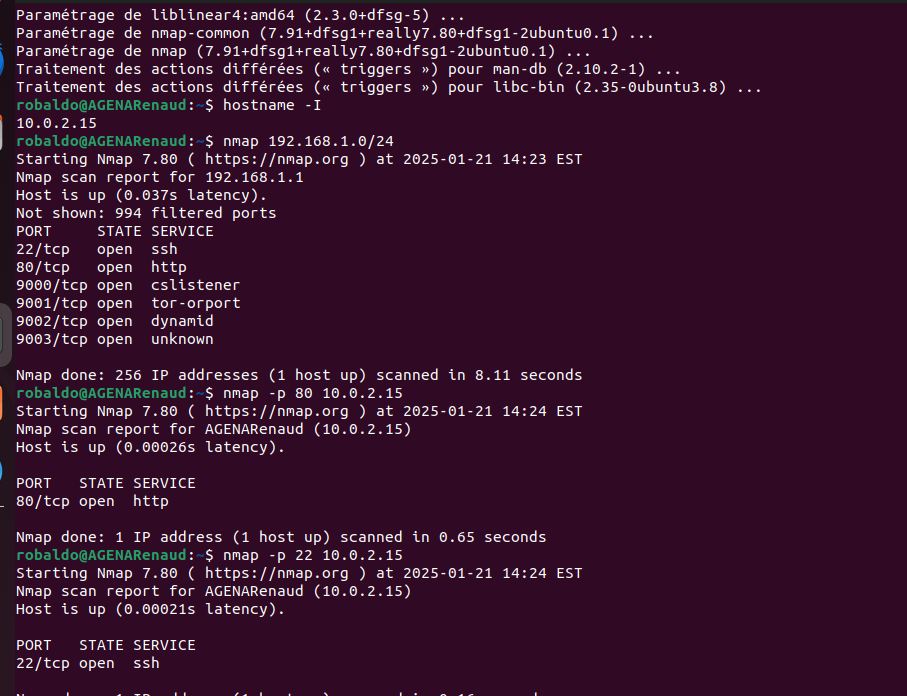 Paramétrage de liblinear4:amd64 (2.3.0+dfsg-5) ...
Paramétrage de nmap-common (7.91+dfsg1+really7.80+dfsg1-2ubuntu0.1) ...
Paramétrage de nmap (7.91+dfsg1+really7.80+dfsg1-2ubuntu0.1) ...
Traitement des actions différées (« triggers ») pour man-db (2.10.2-1) ...
Traitement des actions différées (« triggers ») pour libc-bin (2.35-0ubuntu3.8) ...
robaldo@AGENARenaud:~$ hostname -I
10.0.2.15
robaldo@AGENARenaud:~$ nmap 192.168.1.0/24
Starting Nmap 7.80 ( https://nmap.org ) at 2025-01-21 14:23 EST
Nmap scan report for 192.168.1.1
Host is up (0.037s latency).
Not shown: 994 filtered ports
PORT     STATE SERVICE
22/tcp   open  ssh
80/tcp   open  http
9000/tcp open  cslistener
9001/tcp open  tor-orport
9002/tcp open  dynamid
9003/tcp open  unknown
Nmap done: 256 IP addresses (1 host up) scanned in 8.11 seconds
robaldo@AGENARenaud:~$ nmap -p 80 10.0.2.15
Starting Nmap 7.80 ( https://nmap.org ) at 2025-01-21 14:24 EST
Nmap scan report for AGENARenaud (10.0.2.15)
Host is up (0.00026s latency).
PORT   STATE SERVICE
80/tcp open  http
Nmap done: 1 IP address (1 host up) scanned in 0.65 seconds
robaldo@AGENARenaud:~$ nmap -p 22 10.0.2.15
Starting Nmap 7.80 ( https://nmap.org ) at 2025-01-21 14:24 EST
Nmap scan report for AGENARenaud (10.0.2.15)
Host is up (0.00021s latency).
PORT   STATE SERVICE
22/tcp open  ssh